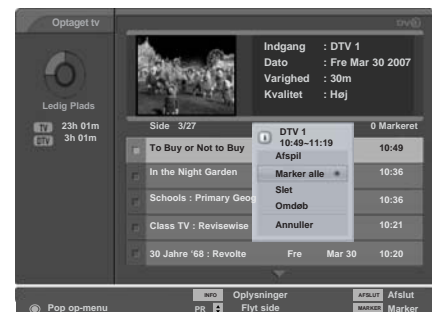 Optaget tv
DTV
Indgang : DTV 1
Dato : Fre Mar 30 2007
Varighed : 30m
Kvalitet : Høj
Ledig Plads
TV 23h 01m
DTV 3h 01m
Side 3/27
0 Markeret
DTV 1
10:49~11:19
Afspil
Marker alle
Slet
Omdøb
Annuller
To Buy or Not to Buy 10:49
In the Night Garden 10:36
Schools : Primary Geog 10:36
Class TV : Revisewise 10:21
30 Jahre ‘68 : Revolte Fre Mar 30 10:20
INFO Oplysninger
AFSLUT Afslut
Pop op-menu
PR Flyt side
MARKER Marker